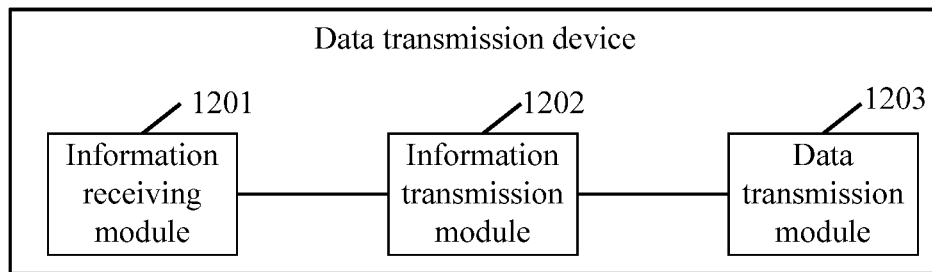 Data transmission device
1201
1202
1203
Information
receiving
module
Information
transmission
module
Data
transmission
module